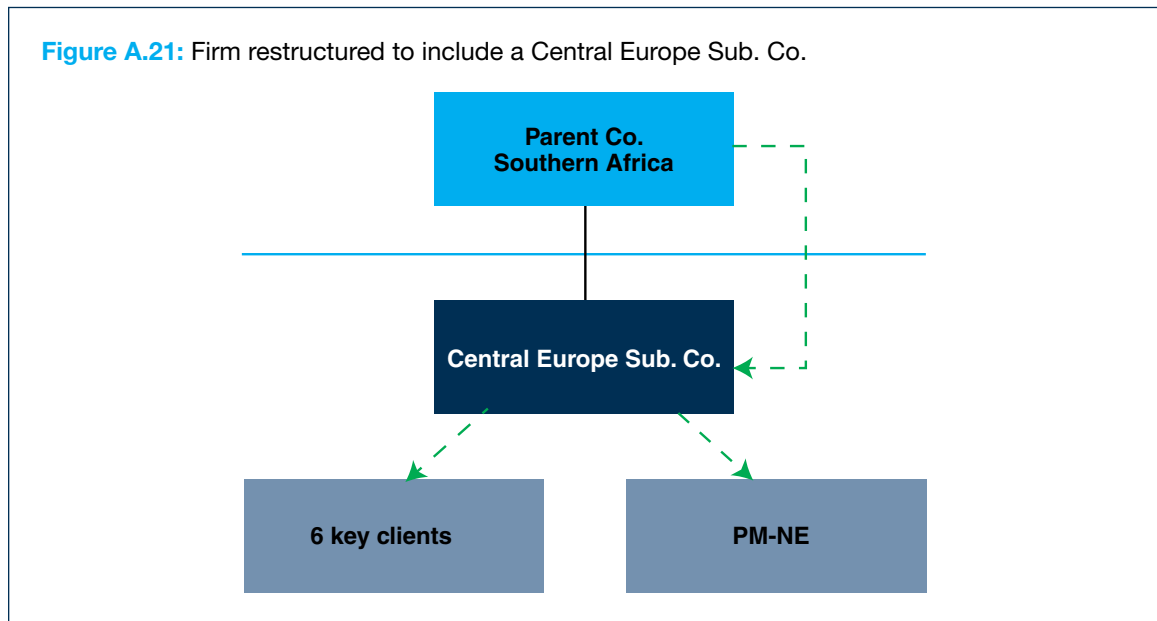 Figure A.21: Firm restructured to include a Central Europe Sub. Co.
Parent Co.
Southern Africa
Central Europe Sub. Co.
6 key clients
PM-NE